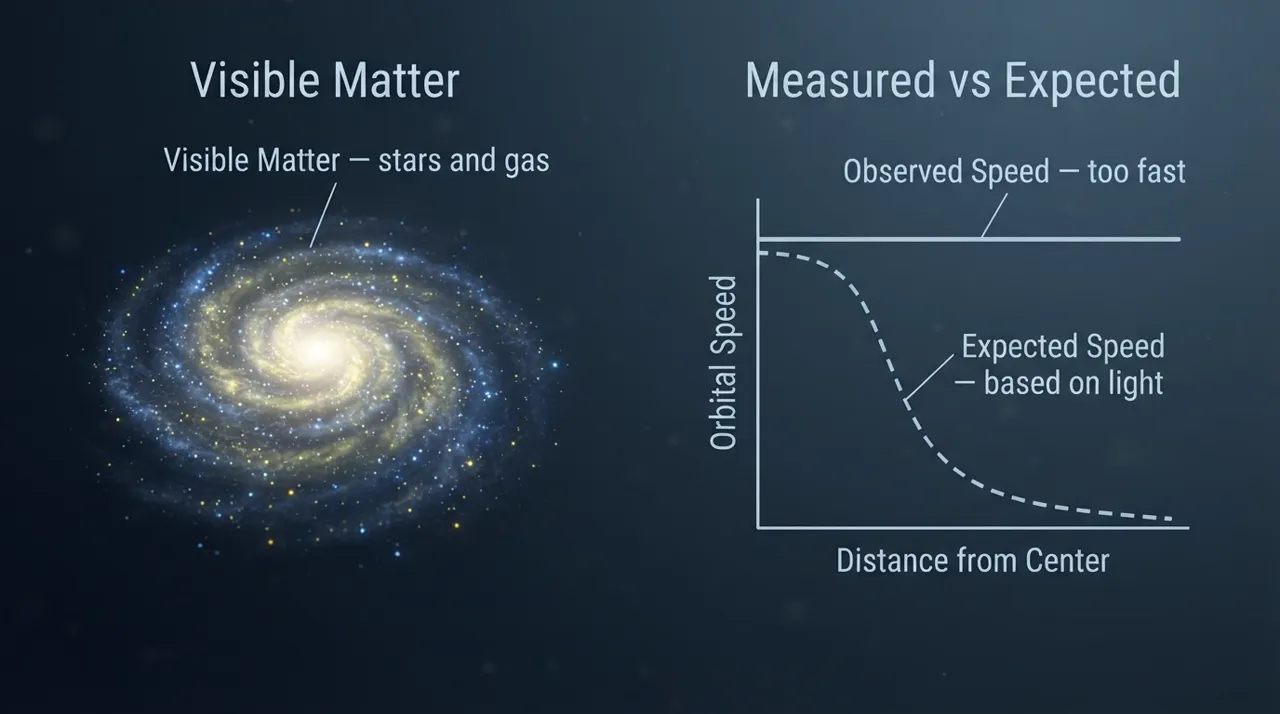 Visible Matter
Visible Matter — stars and gas
Measured vs Expected
Observed Speed — too fast
Orbital Speed
Expected Speed
— based on light
Distance from Center